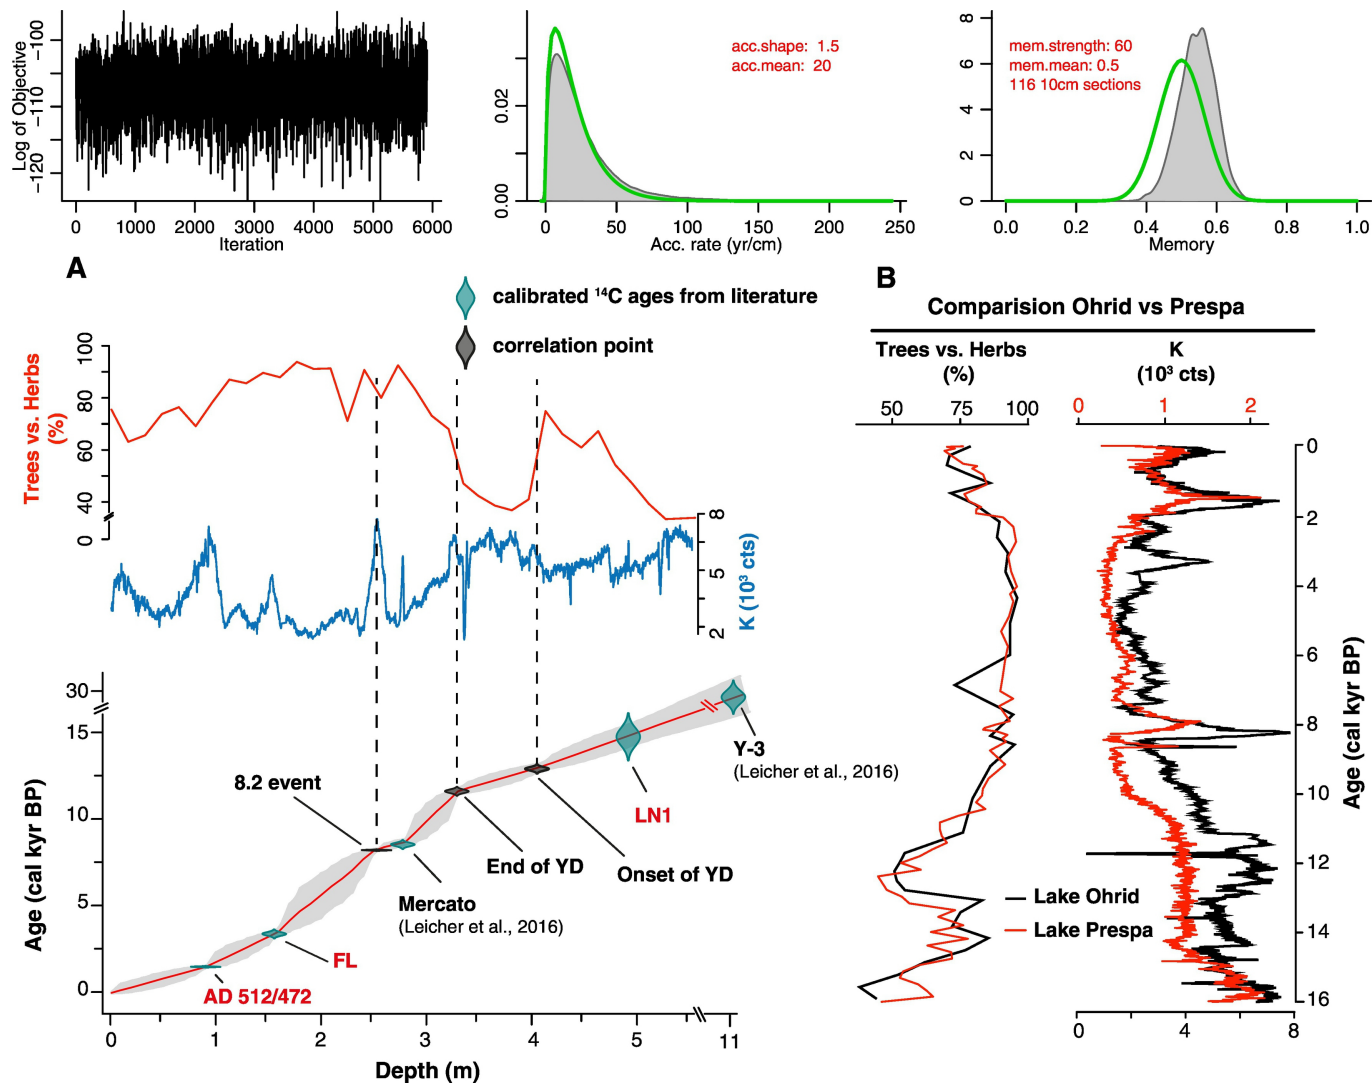 Log of Objective
-100
-110
-120
0 1000 2000 3000 4000 5000 6000
Iteration
acc.shape: 1.5
acc.mean: 20
0.02
0.00
0 50 100 150 200 250
Acc. rate (yr/cm)
mem.strength: 60
mem.mean: 0.5
116 10cm sections
8
6
4
2
0
0.0 0.2 0.4 0.6 0.8 1.0
Memory
A
calibrated ¹⁴C ages from literature
correlation point
Trees vs. Herbs
(%)
100
80
60
40
0
8
5
2
K (10³ cts)
30
15
10
5
0
Age (cal kyr BP)
8.2 event
Y-3
(Leicher et al., 2016)
LN1
End of YD
Onset of YD
Mercato
(Leicher et al., 2016)
FL
AD 512/472
0 1 2 3 4 5 11
Depth (m)
B
Comparision Ohrid vs Prespa
Trees vs. Herbs
(%)
50 75 100
K
(10³ cts)
0 1 2
0
2
4
6
8
10
12
14
16
Age (cal kyr BP)
Lake Ohrid
Lake Prespa
0 4 8